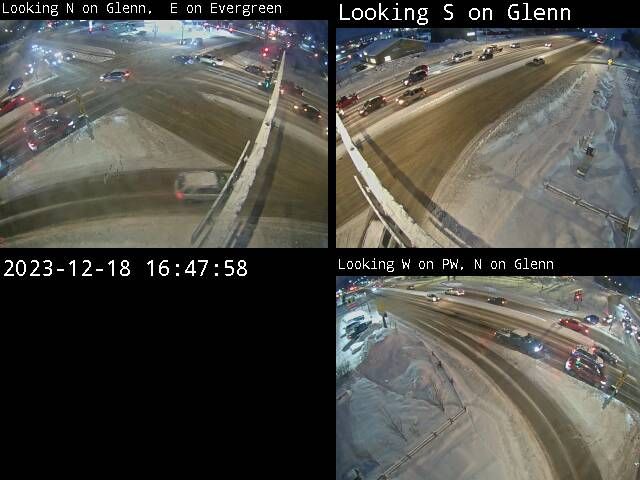 Looking N on Glenn,  E on Evergreen
Looking S on Glenn
2023-12-18 16:47:58
Looking W on PW, N on Glenn